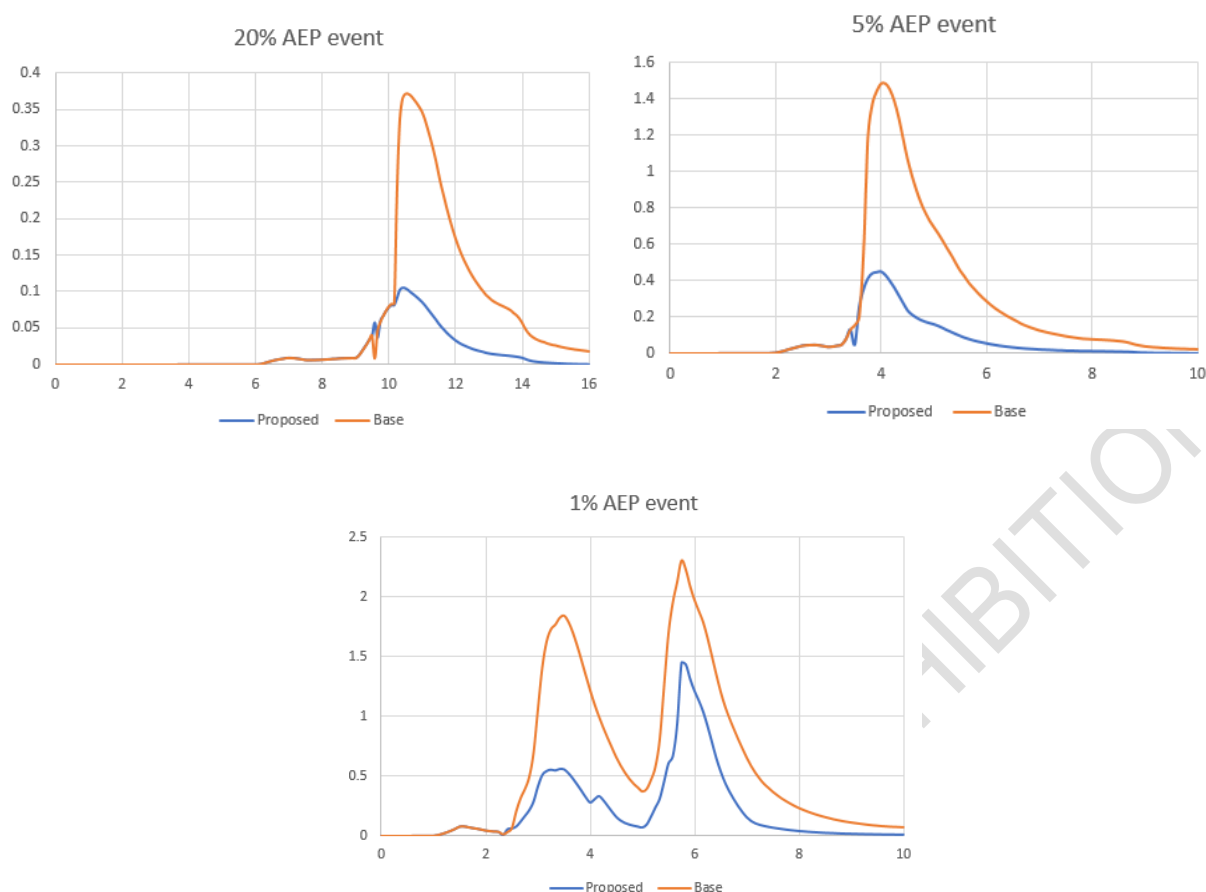 20% AEP event
0.4
0.35
0.3
0.25
0.2
0.15
0.1
0.05
0
0 2 4 6 8 10 12 14 16
Proposed Base
5% AEP event
1.6
1.4
1.2
1
0.8
0.6
0.4
0.2
0
0 2 4 6 8 10
Proposed Base
1% AEP event
2.5
2
1.5
1
0.5
0
0 2 4 6 8 10
Proposed Base